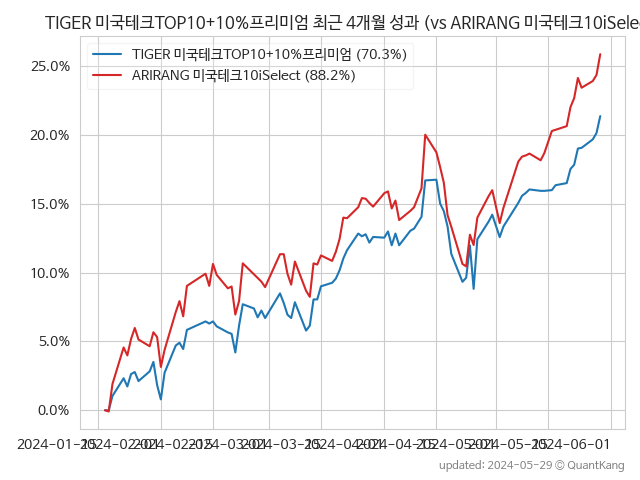 TIGER 미국테크TOP10+10%프리미엄 최근 4개월 성과 (vs ARIRANG 미국테크10iSele
TIGER 미국테크TOP10+10%프리미엄 (70.3%)
ARIRANG 미국테크10iSelect (88.2%)
25.0%
20.0%
15.0%
10.0%
5.0%
0.0%
2024-01-15 2024-02-01 2024-02-15 2024-03-01 2024-03-15 2024-04-01 2024-04-15 2024-05-01 2024-05-15 2024-06-01
updated: 2024-05-29 © QuantKang